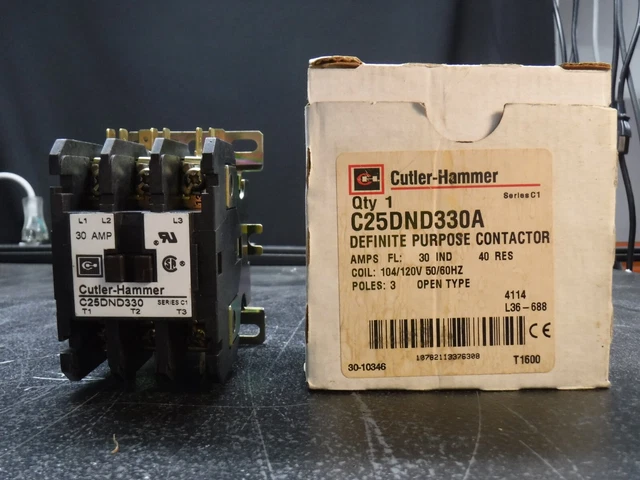 L1 L2 L3
30 AMP
Cutler-Hammer
C25DND330 SERIES C1
T1 T2 T3
Cutler-Hammer
Qty 1 Series C1
C25DND330A
DEFINITE PURPOSE CONTACTOR
AMPS FL: 30 IND 40 RES
COIL: 104/120V 50/60HZ
POLES: 3 OPEN TYPE
4114
L36-688
CE
10782113376300
30-10346 T1600